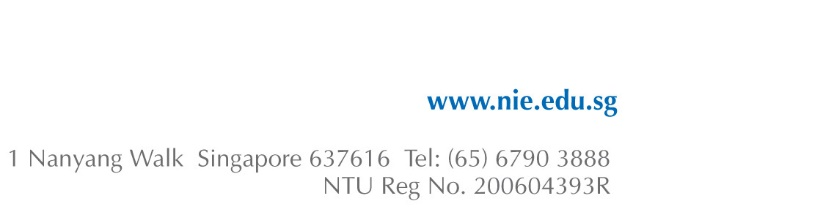 www.nie.edu.sg
1 Nanyang Walk Singapore 637616 Tel: (65) 6790 3888
NTU Reg No. 200604393R